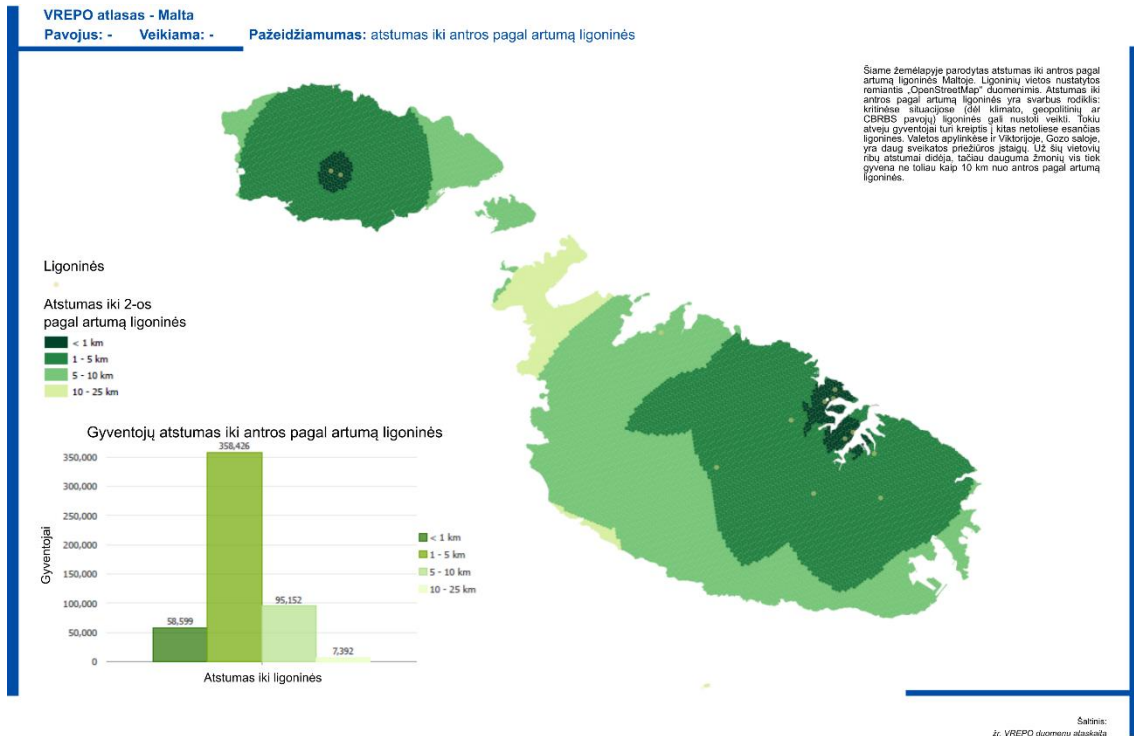 VREPO atlasas - Malta
Pavojus: - Veikiama: - Pažeidžiamumas: atstumas iki antros pagal artumą ligoninės
Šiame žemėlapyje parodytas atstumas iki antros pagal
artumą ligoninės Maltoje. Ligoninių vietos nustatytos
remiantis „OpenStreetMap“ duomenimis. Atstumas iki
antros pagal artumą ligoninės yra svarbus rodiklis:
kritinėse situacijose (dėl klimato, geopolitinių ar
CBRBS pavojų) ligoninės gali nustoti veikti. Tokiu
atveju gyventojai turi kreiptis į kitas netoliese esančias
ligonines. Valetos apylinkėse ir Viktorijoje, Gozo saloje,
yra daug sveikatos priežiūros įstaigų. Už šių vietovių
ribų atstumai didėja, tačiau dauguma žmonių vis tiek
gyvena ne toliau kaip 10 km nuo antros pagal artumą
ligoninės.
Ligoninės
Atstumas iki 2-os
pagal artumą ligoninės
< 1 km
1 - 5 km
5 - 10 km
10 - 25 km
Gyventojų atstumas iki antros pagal artumą ligoninės
Gyventojai
350,000
300,000
250,000
200,000
150,000
100,000
50,000
0
58,599
358,426
95,152
7,392
< 1 km
1 - 5 km
5 - 10 km
10 - 25 km
Atstumas iki ligoninės
Šaltinis:
žr. VREPO duomenų ataskaitą